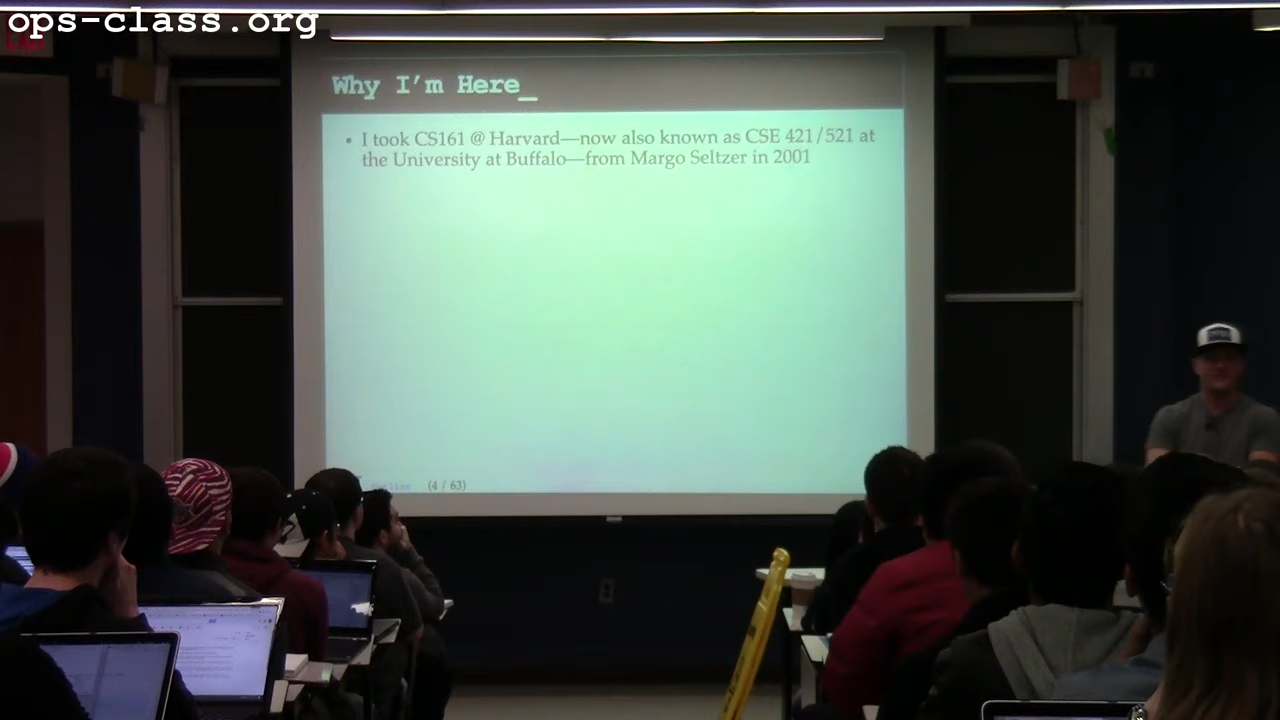 ops-class.org
Why I'm Here_
• I took CS161 @ Harvard—now also known as CSE 421/521 at
the University at Buffalo—from Margo Seltzer in 2001
(4 / 63)